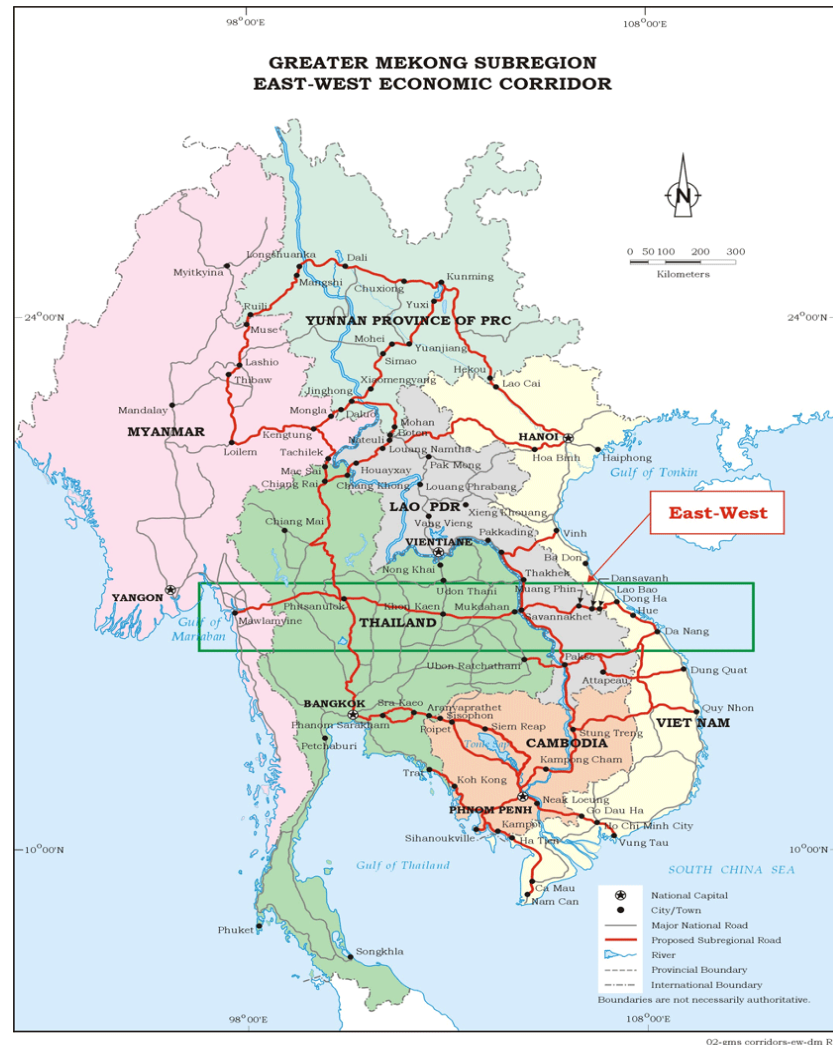 98°00'E
108°00'E
GREATER MEKONG SUBREGION
EAST-WEST ECONOMIC CORRIDOR
N
0 50 100 200 300
Kilometers
Longshuanka
Dali
Myitkyina
Mangshi
Chuxiong
Kunming
Yuxi
Ruili
24°00'N
YUNNAN PROVINCE OF PRC
24°00'N
Muse
Mohei
Yuanjiang
Simao
Lashio
Hekou
Thibaw
Xiaomengyang
Lao Cai
Jinghong
Mandalay
Mongla
Daluo
Mohan
MYANMAR
Kengtung
Boten
HANOI
Nateuli
Loilem
Tachilek
Louang Namtha
Hoa Binh
Haiphong
Mae Sai
Houayxay
Pak Mong
Gulf of Tonkin
Chiang Rai
Chiang Khong
Louang Phrabang
LAO PDR
Xieng Khouang
East-West
Chiang Mai
Vang Vieng
Pakkading
Vinh
VIENTIANE
Ba Don
Nong Khai
Thakhek
Dansavanh
YANGON
Udon Thani
Muang Phin
Lao Bao
Phitsanulok
Khon Kaen
Mukdahan
Dong Ha
Gulf of
Martaban
Mawlamyine
THAILAND
Savannakhet
Hue
Da Nang
Ubon Ratchathani
Pakse
Dung Quat
Attapeu
BANGKOK
Sra Kaeo
Aranyaprathet
Quy Nhon
Phanom Sarakham
Sisophon
Siem Reap
Stung Treng
VIET NAM
Poipet
Petchaburi
Tonle Sap
CAMBODIA
Trat
Kampong Cham
Koh Kong
PHNOM PENH
Neak Loeung
Go Dau Ha
Kampot
Ho Chi Minh City
Sihanoukville
Ha Tien
Vung Tau
10°00'N
10°00'N
Gulf of Thailand
SOUTH CHINA SEA
Ca Mau
Nam Can
Phuket
Songkhla
National Capital
City/Town
Major National Road
Proposed Subregional Road
River
Provincial Boundary
International Boundary
Boundaries are not necessarily authoritative.
98°00'E
108°00'E
02-gms corridors-ew-dm R